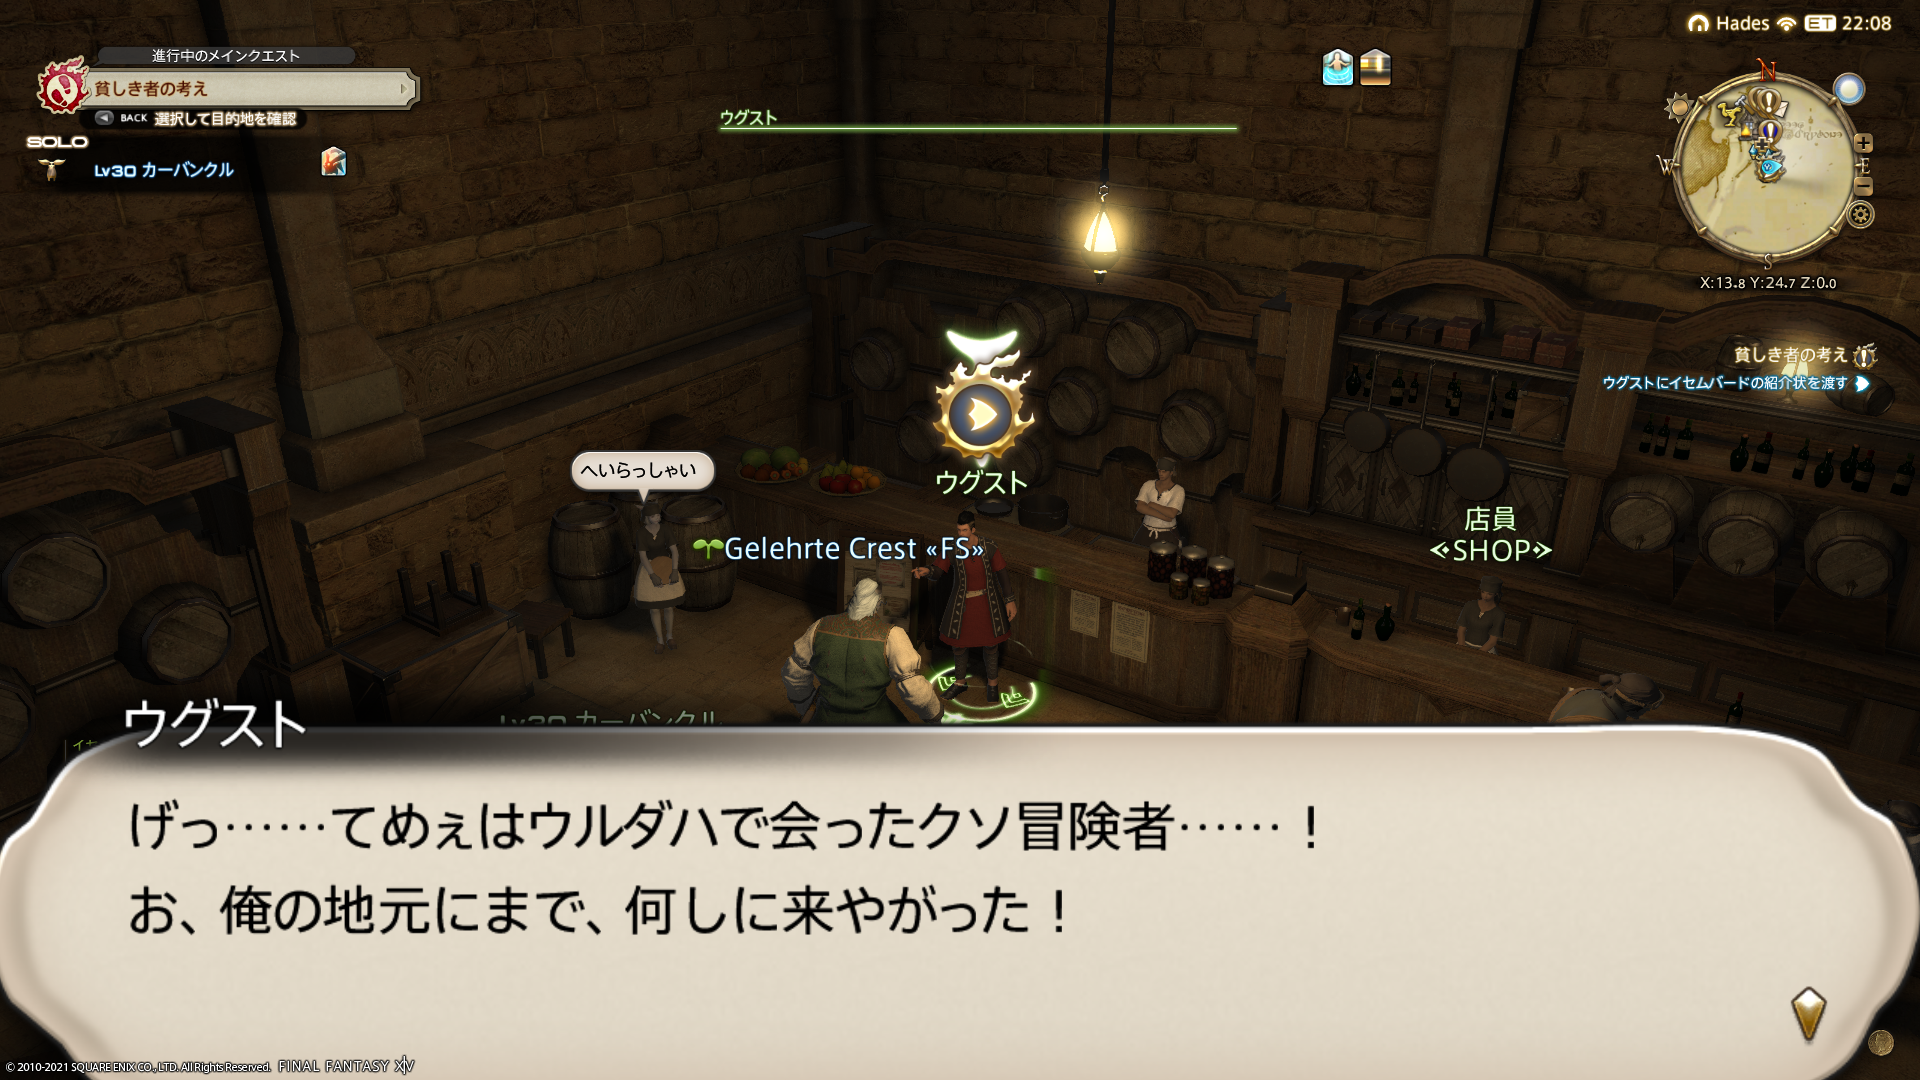 Hades ET 22:08
進行中のメインクエスト
貧しき者の考え
BACK 選択して目的地を確認
SOLO
Lv30 カーバンクル
ウグスト
N
W
E
S
X:13.8 Y:24.7 Z:0.0
貧しき者の考え
ウグストにイセムバードの紹介状を渡す
へいらっしゃい
ウグスト
Gelehrte Crest «FS»
店員
SHOP
Lv30 カーバンクル
ウグスト
げっ……てめぇはウルダハで会ったクソ冒険者……！
お、俺の地元にまで、何しに来やがった！
© 2010-2021 SQUARE ENIX CO., LTD. All Rights Reserved. FINAL FANTASY XIV